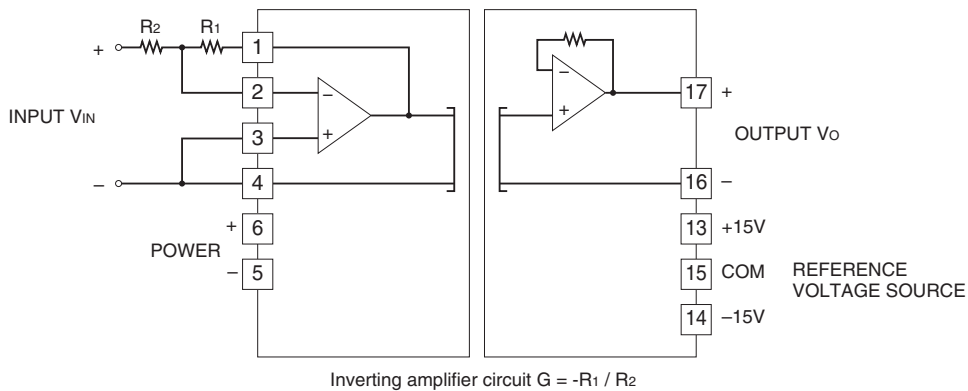 R2 R1
+ 1
2 –
INPUT VIN
3 +
– 4
+ 6
POWER
– 5
–
+
17 +
OUTPUT VO
16 –
13 +15V
15 COM REFERENCE
VOLTAGE SOURCE
14 –15V
Inverting amplifier circuit G = -R1 / R2